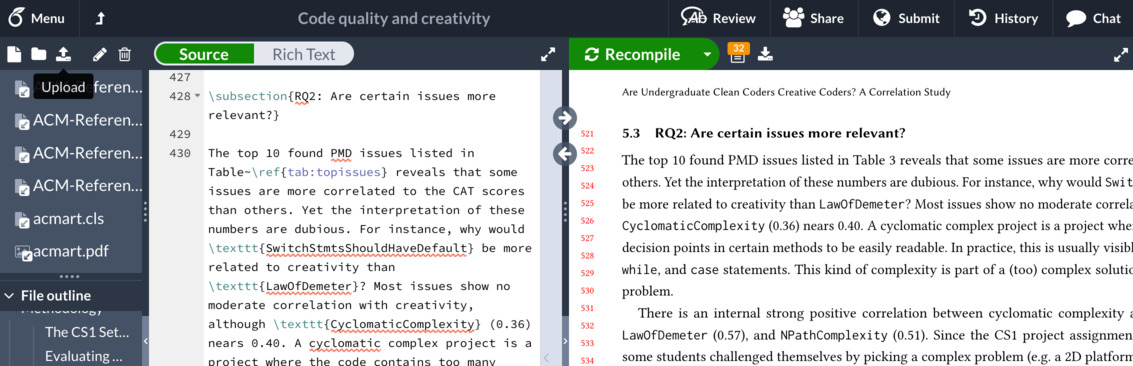 Menu
Code quality and creativity
Review
Share
Submit
History
Chat
Source
Rich Text
Recompile
32
Upload
feren...
ACM-Referen...
ACM-Referen...
ACM-Referen...
acmart.cls
acmart.pdf
File outline
Methodology
The CS1 Set...
Evaluating ...
427
428
\subsection{RQ2: Are certain issues more
relevant?}
429
430
The top 10 found PMD issues listed in
Table~\ref{tab:topissues} reveals that some
issues are more correlated to the CAT scores
than others. Yet the interpretation of these
numbers are dubious. For instance, why would
\texttt{SwitchStmtsShouldHaveDefault} be more
related to creativity than
\texttt{LawOfDemeter}? Most issues show no
moderate correlation with creativity,
although \texttt{CyclomaticComplexity} (0.36)
nears 0.40. A cyclomatic complex project is a
project where the code contains too many
Are Undergraduate Clean Coders Creative Coders? A Correlation Study
521 5.3 RQ2: Are certain issues more relevant?
522
523 The top 10 found PMD issues listed in Table 3 reveals that some issues are more corre
524 others. Yet the interpretation of these numbers are dubious. For instance, why would Swit
525 be more related to creativity than LawOfDemeter? Most issues show no moderate correla
526 CyclomaticComplexity (0.36) nears 0.40. A cyclomatic complex project is a project whe
527
528 decision points in certain methods to be easily readable. In practice, this is usually visibl
529 while, and case statements. This kind of complexity is part of a (too) complex solutio
530 problem.
531 There is an internal strong positive correlation between cyclomatic complexity a
532
533 LawOfDemeter (0.57), and NPathComplexity (0.51). Since the CS1 project assignmen
534 some students challenged themselves by picking a complex problem (e.g. a 2D platform